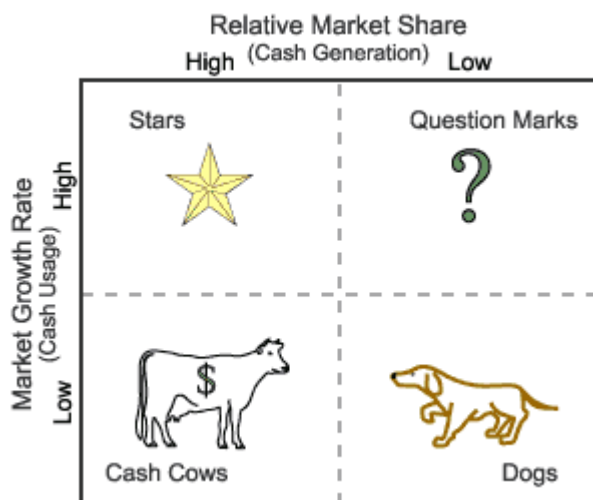 Relative Market Share
(Cash Generation)
High Low
Stars Question Marks
?
Market Growth Rate
(Cash Usage)
High
Low
$
Cash Cows Dogs